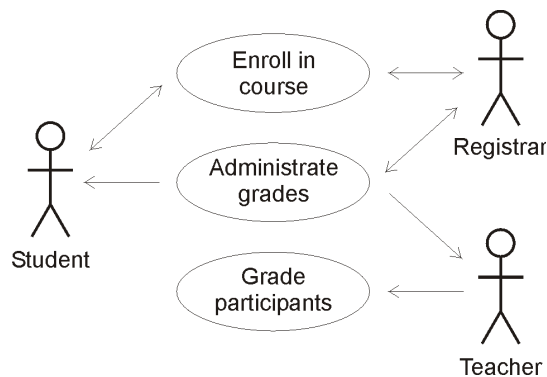 Enroll in
course
Registrar
Administrate
grades
Student
Grade
participants
Teacher